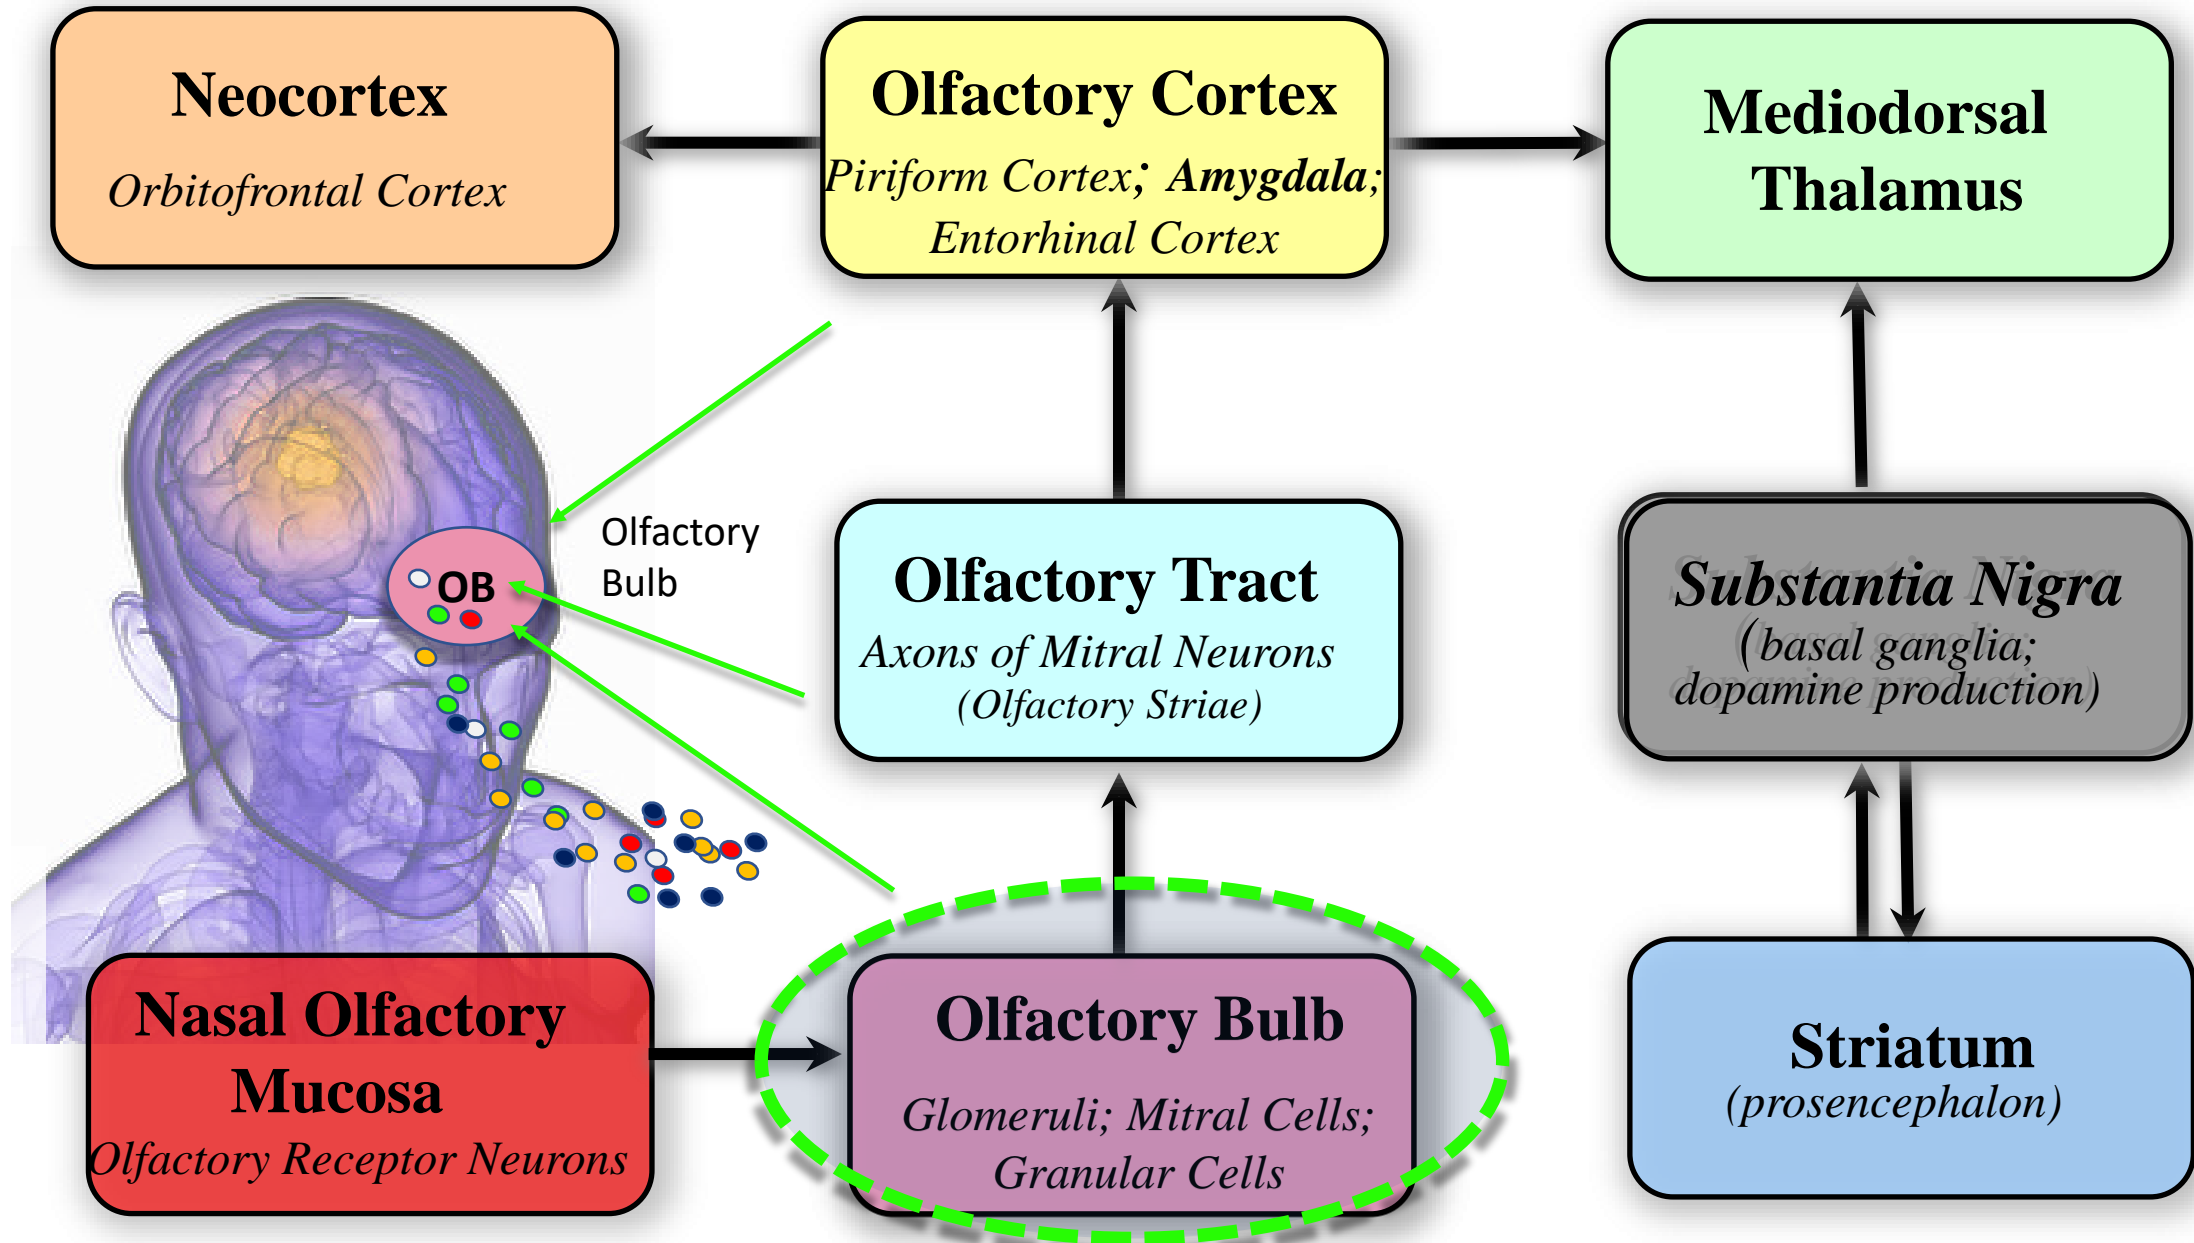 Neocortex
Orbitofrontal Cortex
Olfactory Cortex
Piriform Cortex; Amygdala;
Entorhinal Cortex
Mediodorsal
Thalamus
Olfactory
Bulb
OB
Olfactory Tract
Axons of Mitral Neurons
(Olfactory Striae)
Substantia Nigra
(basal ganglia;
dopamine production)
Nasal Olfactory
Mucosa
Olfactory Receptor Neurons
Olfactory Bulb
Glomeruli; Mitral Cells;
Granular Cells
Striatum
(prosencephalon)